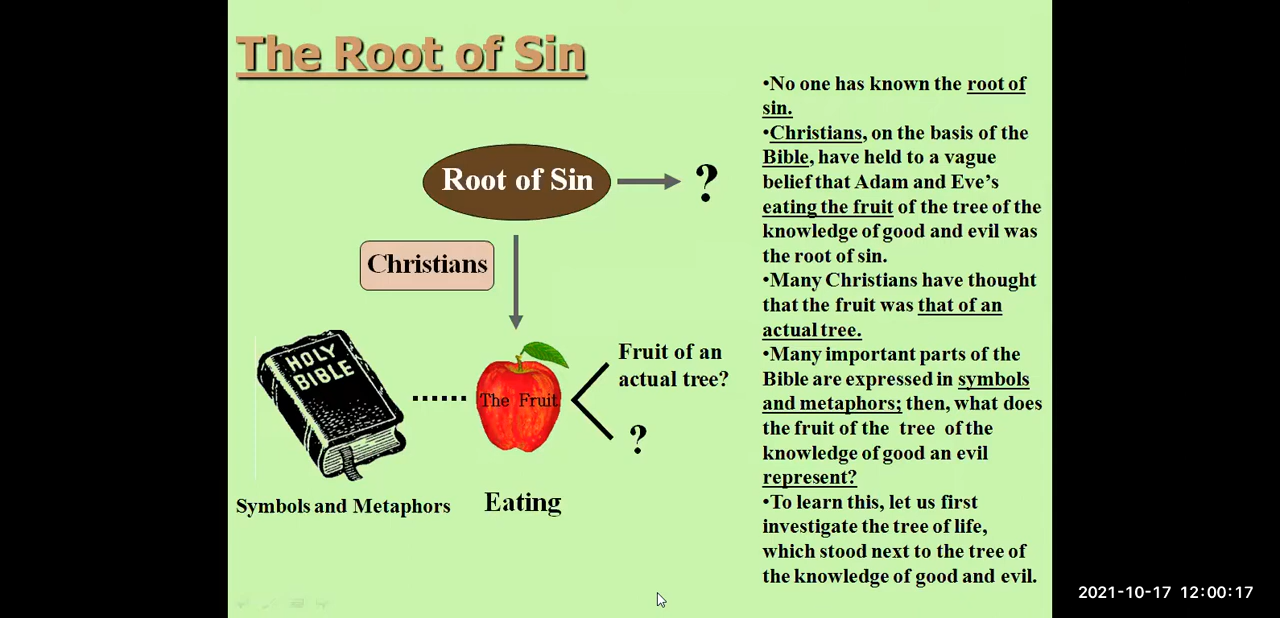 The Root of Sin
Root of Sin
?
Christians
HOLY
BIBLE
The Fruit
Fruit of an
actual tree?
?
Symbols and Metaphors
Eating
•No one has known the root of
sin.
•Christians, on the basis of the
Bible, have held to a vague
belief that Adam and Eve’s
eating the fruit of the tree of the
knowledge of good and evil was
the root of sin.
•Many Christians have thought
that the fruit was that of an
actual tree.
•Many important parts of the
Bible are expressed in symbols
and metaphors; then, what does
the fruit of the tree of the
knowledge of good an evil
represent?
•To learn this, let us first
investigate the tree of life,
which stood next to the tree of
the knowledge of good and evil.
2021-10-17 12:00:17